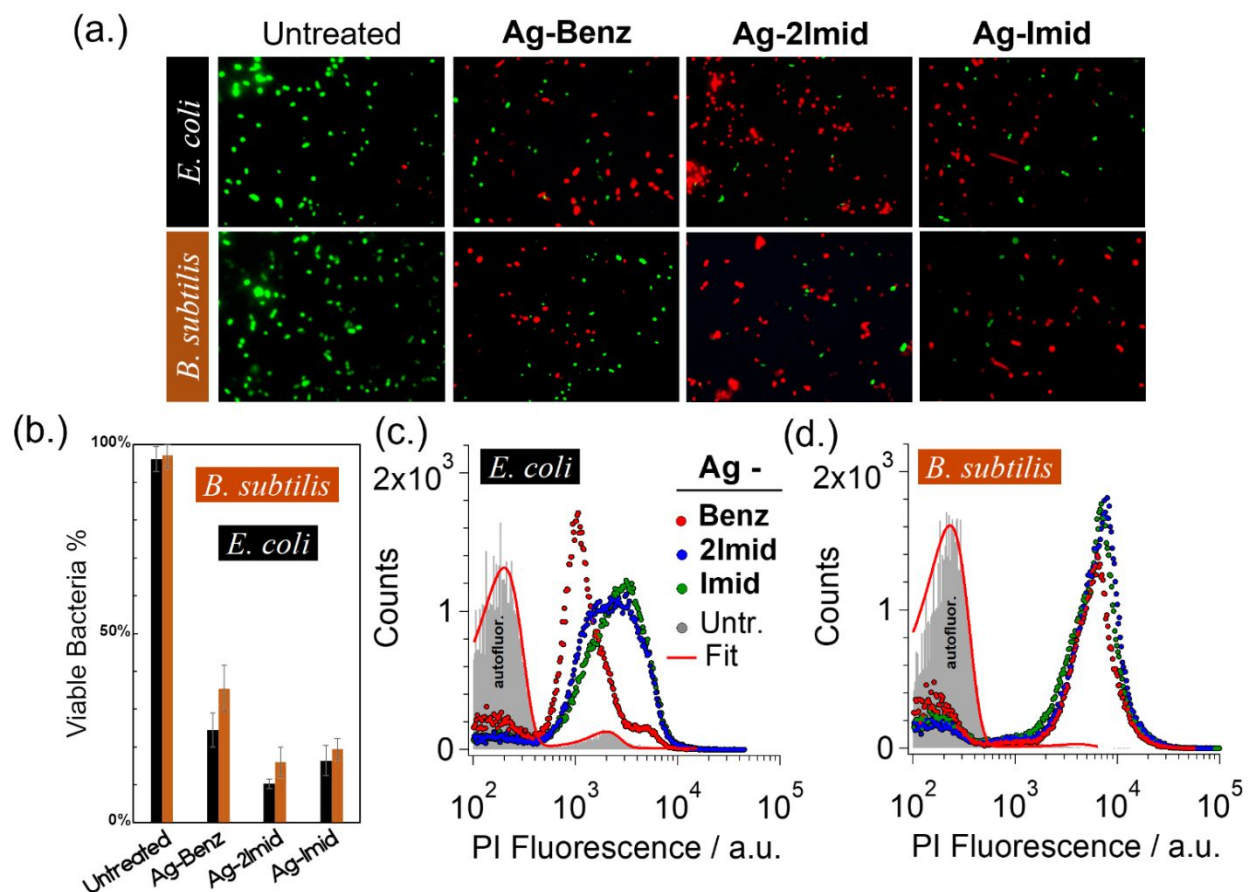 (a.)
Untreated
Ag-Benz
Ag-2Imid
Ag-Imid
E. coli
B. subtilis
(b.)
100%
50%
0%
Viable Bacteria %
B. subtilis
E. coli
Untreated
Ag-Benz
Ag-2Imid
Ag-Imid
(c.)
E. coli
2x10³
1
0
Counts
autofluor.
Ag -
Benz
2Imid
Imid
Untr.
Fit
10² 10³ 10⁴ 10⁵
PI Fluorescence / a.u.
(d.)
B. subtilis
2x10³
1
0
Counts
autofluor.
10² 10³ 10⁴ 10⁵
PI Fluorescence / a.u.